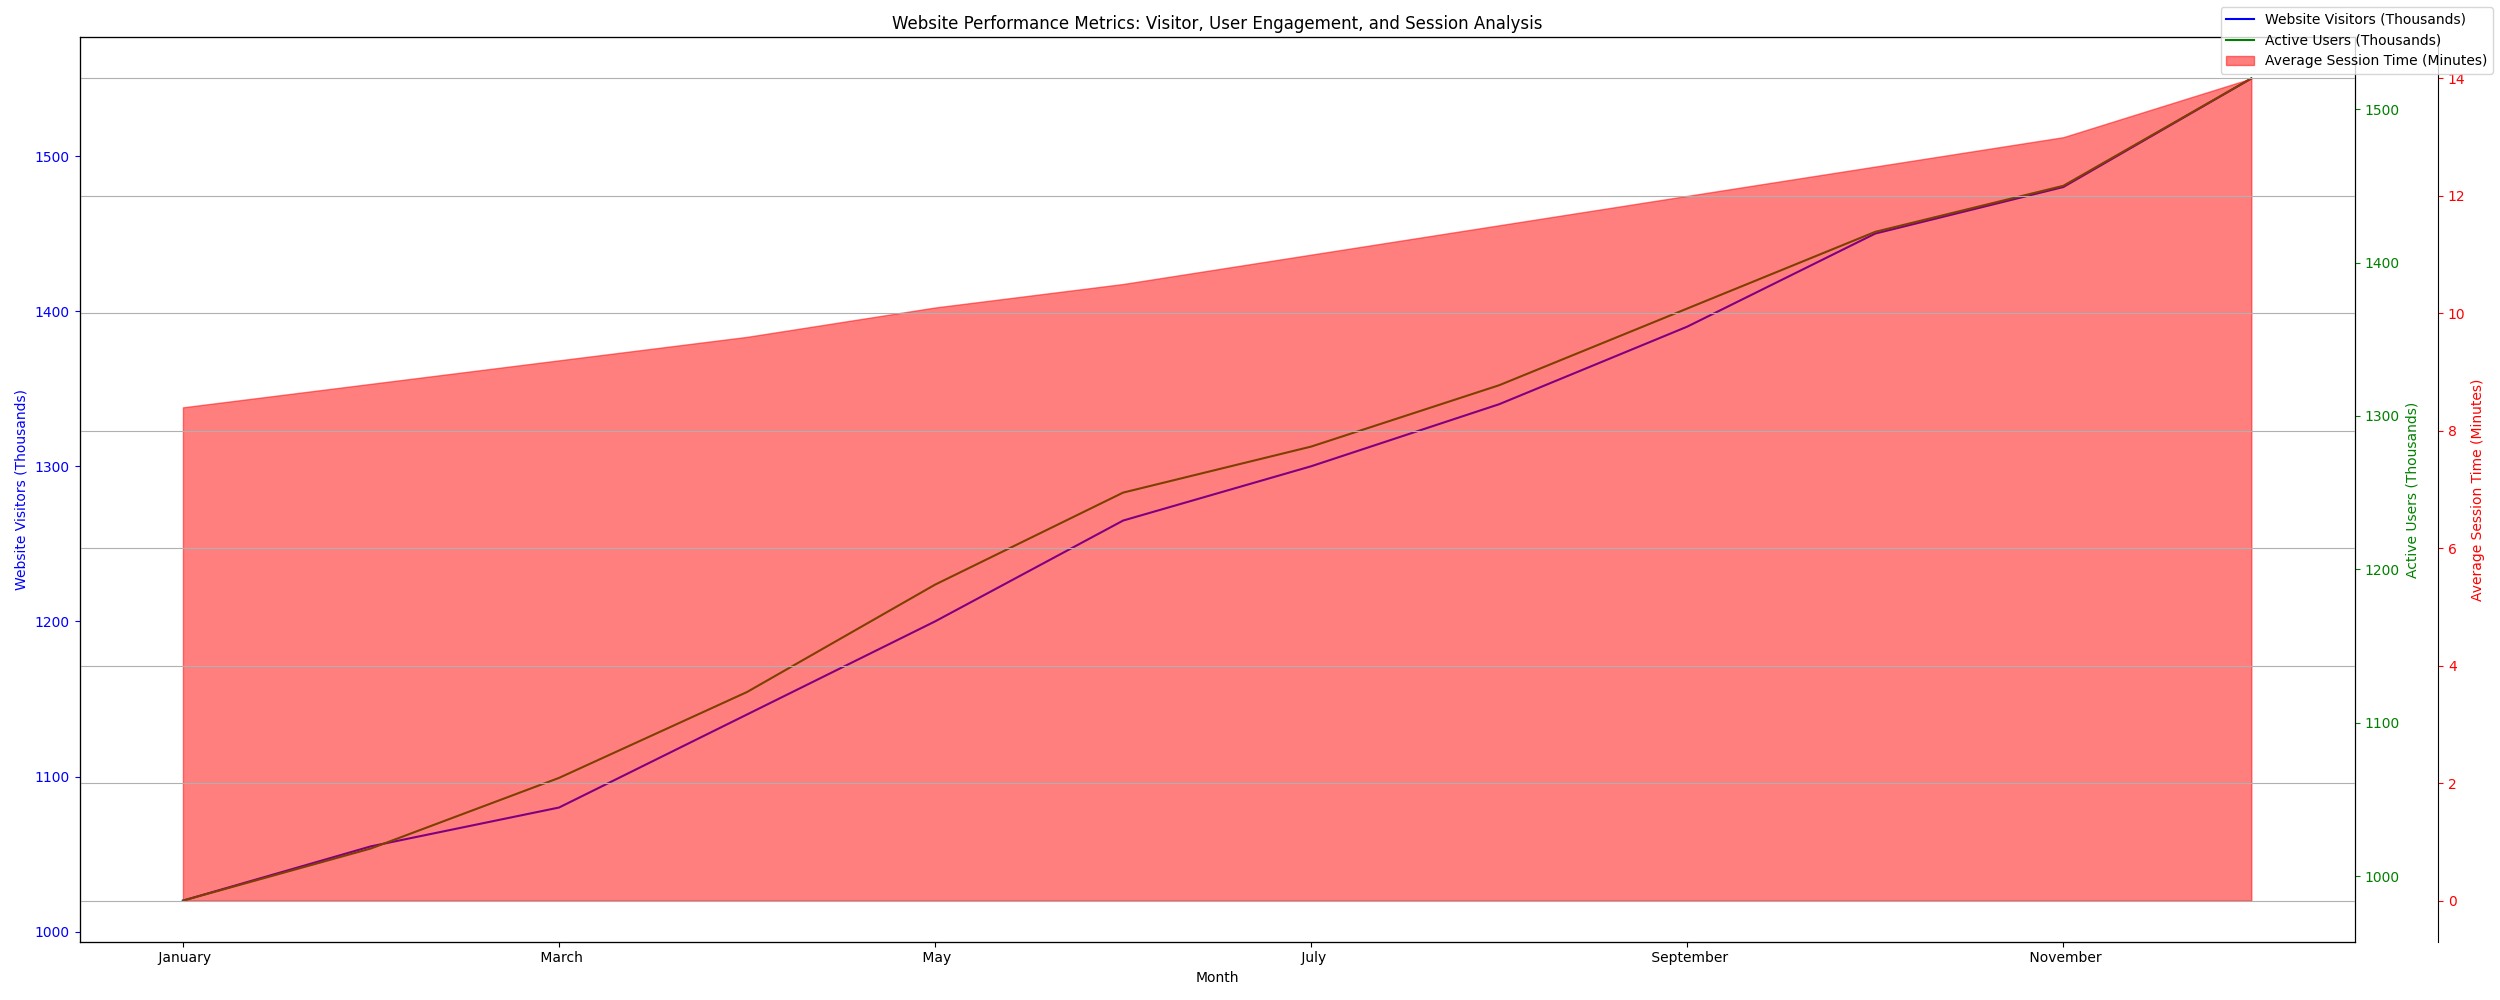 Website Performance Metrics: Visitor, User Engagement, and Session Analysis
Website Visitors (Thousands)
Active Users (Thousands)
Average Session Time (Minutes)
Website Visitors (Thousands)
1500
1400
1300
1200
1100
1000
1500
1400
1300
1200
1100
1000
Active Users (Thousands)
14
12
10
8
6
4
2
0
Average Session Time (Minutes)
January
March
May
July
September
November
Month